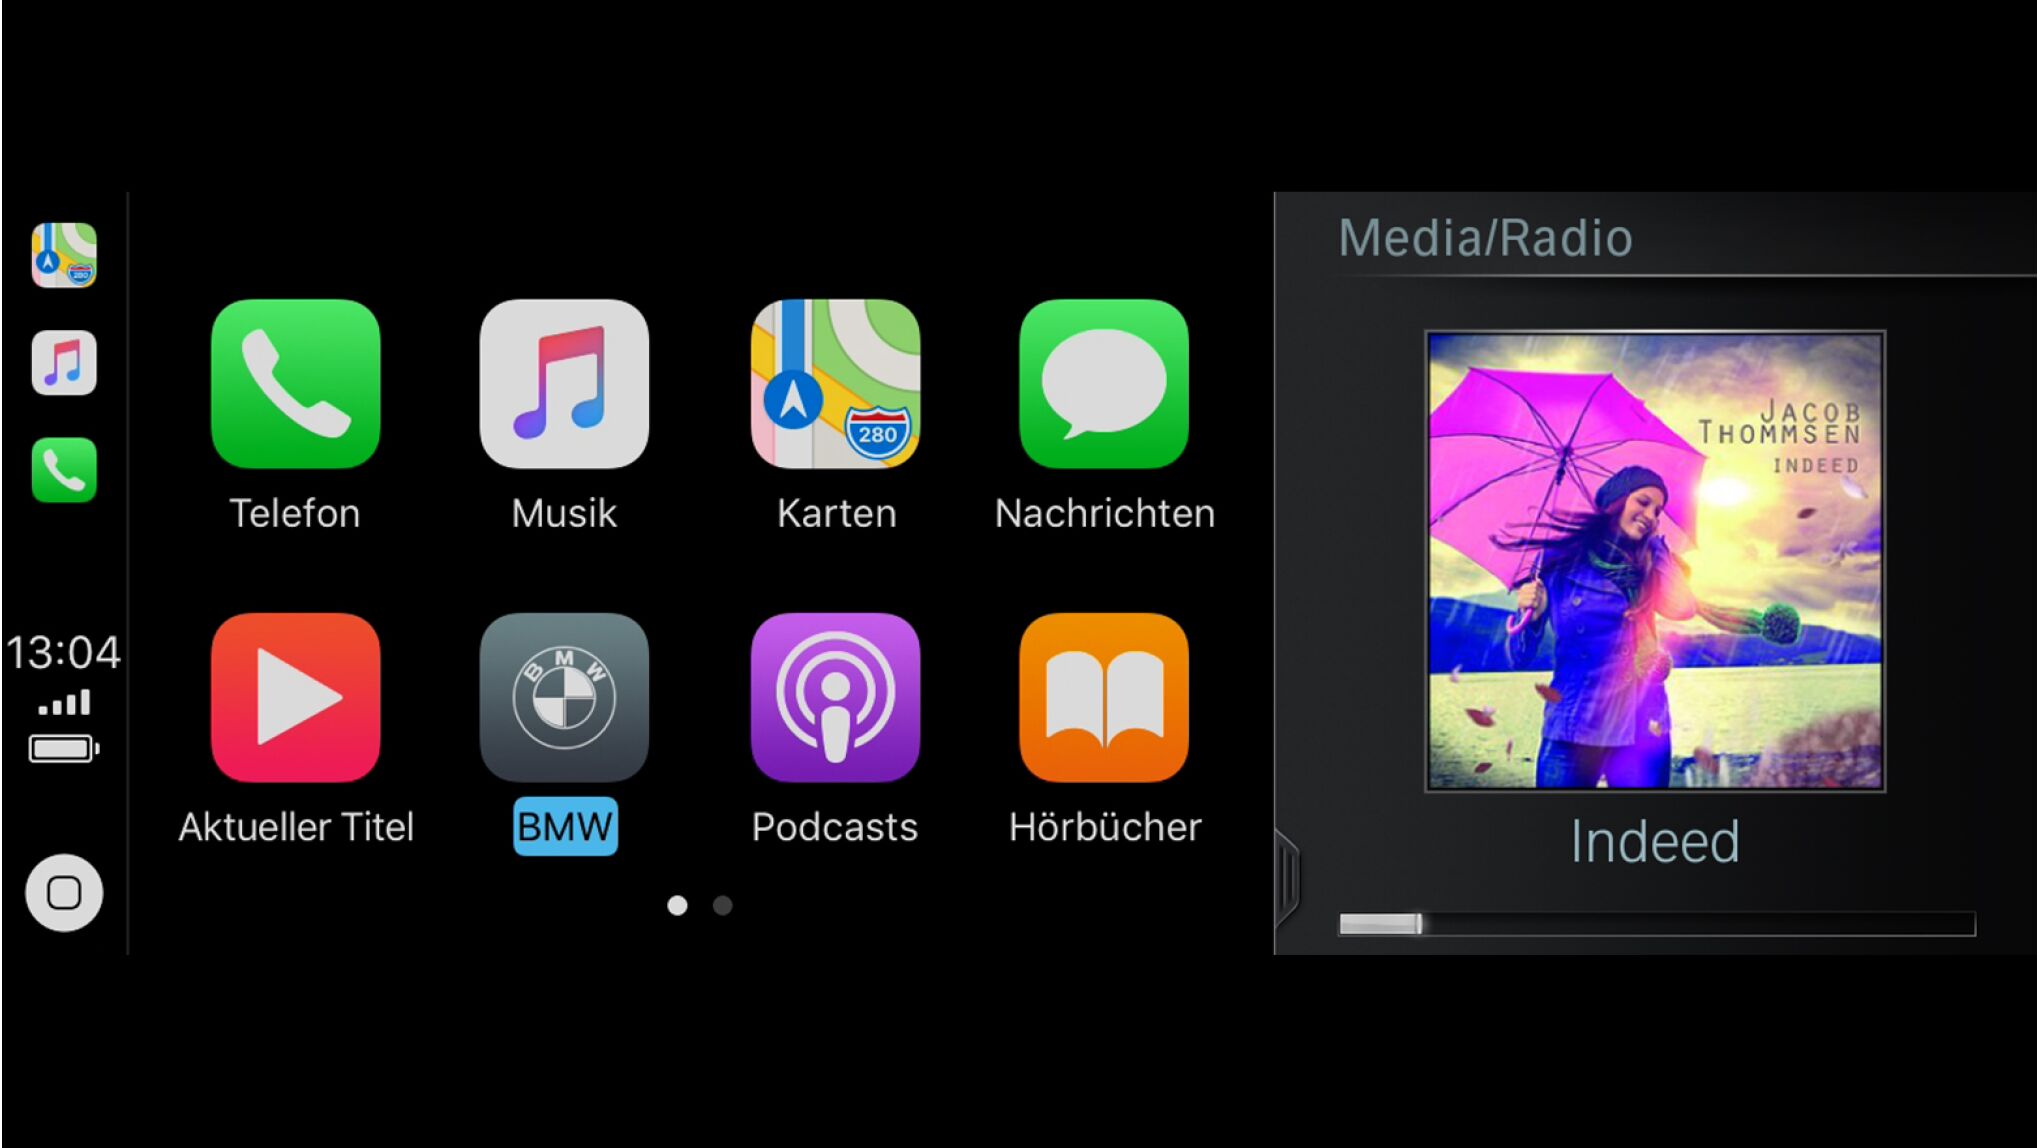 280
13:04
Telefon
Musik
280
Karten
Nachrichten
Aktueller Titel
BMW
BMW
Podcasts
Hörbücher
Media/Radio
JACOB
THOMMSEN
INDEED
Indeed